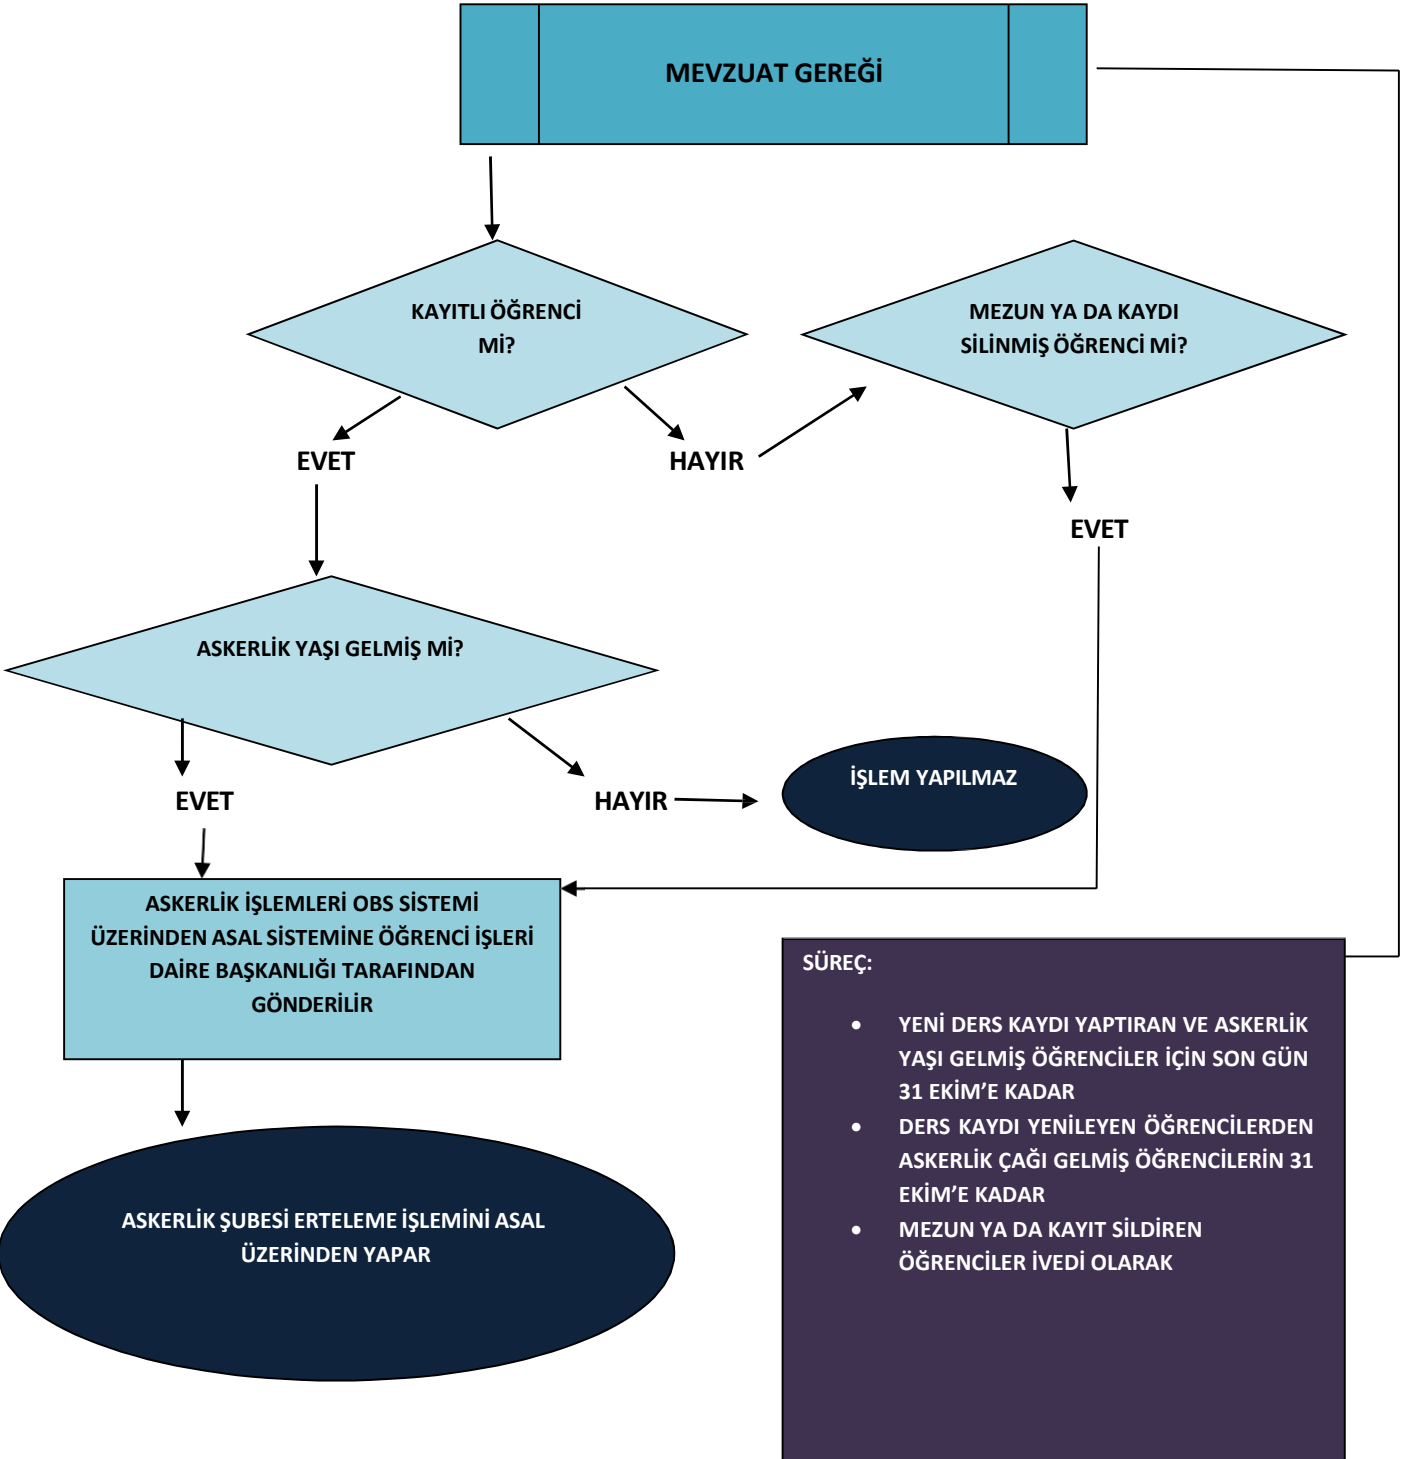 MEVZUAT GEREĞİ
KAYITLI ÖĞRENCİ
Mİ?
MEZUN YA DA KAYDI
SİLİNMİŞ ÖĞRENCİ Mİ?
EVET
HAYIR
EVET
ASKERLİK YAŞI GELMİŞ Mİ?
EVET
HAYIR
İŞLEM YAPILMAZ
ASKERLİK İŞLEMLERİ OBS SİSTEMİ
ÜZERİNDEN ASAL SİSTEMİNE ÖĞRENCİ İŞLERİ
DAİRE BAŞKANLIĞI TARAFINDAN
GÖNDERİLİR
ASKERLİK ŞUBESİ ERTELEME İŞLEMİNİ ASAL
ÜZERİNDEN YAPAR
SÜREÇ:
• YENİ DERS KAYDI YAPTIRAN VE ASKERLİK
YAŞI GELMİŞ ÖĞRENCİLER İÇİN SON GÜN
31 EKİM’E KADAR
• DERS KAYDI YENİLEYEN ÖĞRENCİLERDEN
ASKERLİK ÇAĞI GELMİŞ ÖĞRENCİLERİN 31
EKİM’E KADAR
• MEZUN YA DA KAYIT SİLDİREN
ÖĞRENCİLER İVEDİ OLARAK